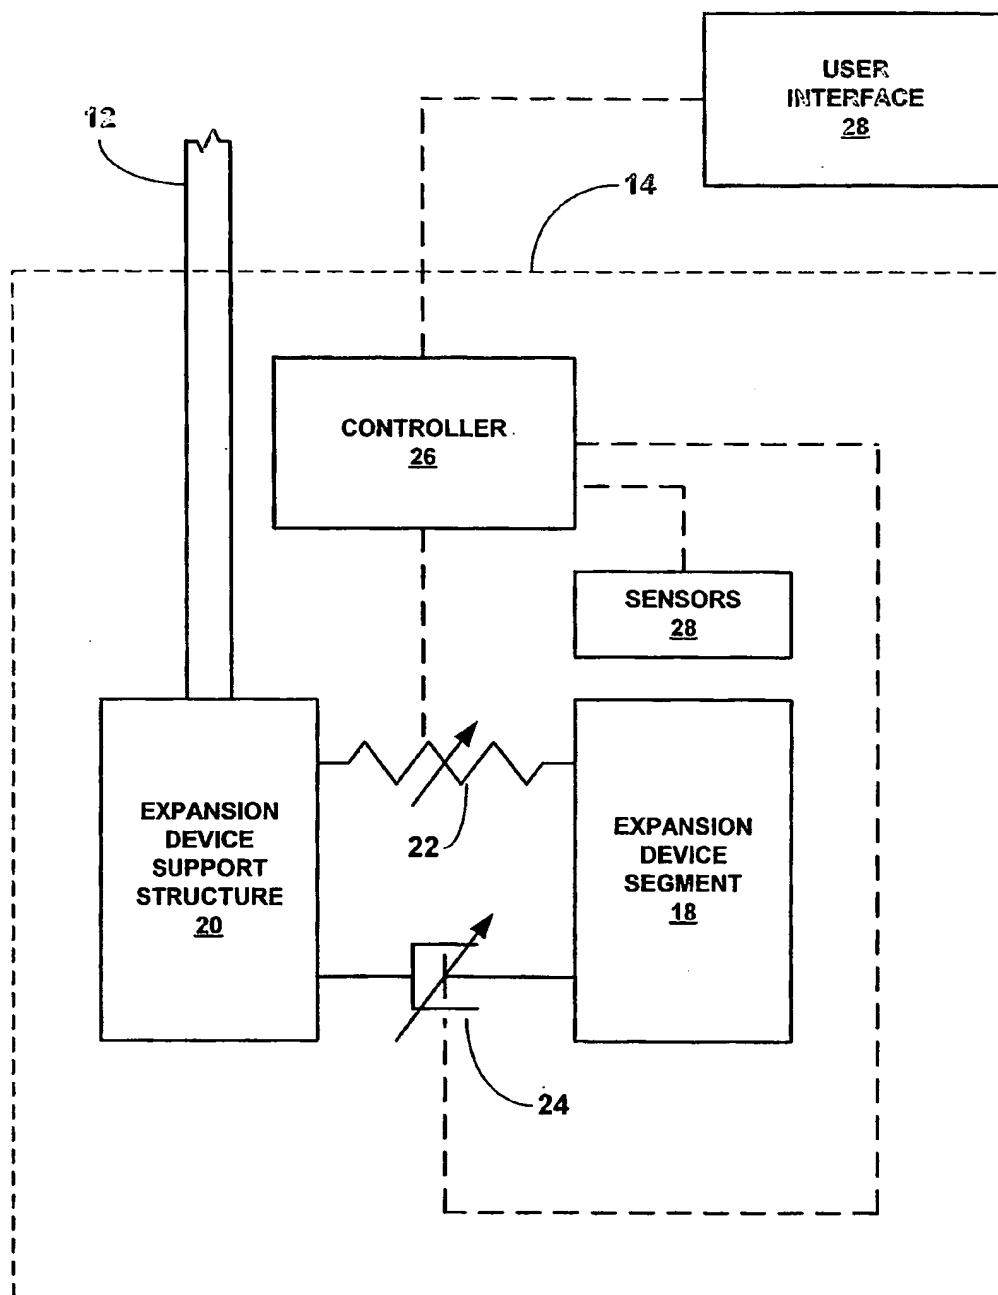 USER
INTERFACE
28
12
14
CONTROLLER
26
SENSORS
28
EXPANSION
DEVICE
SUPPORT
STRUCTURE
20
22
EXPANSION
DEVICE
SEGMENT
18
24